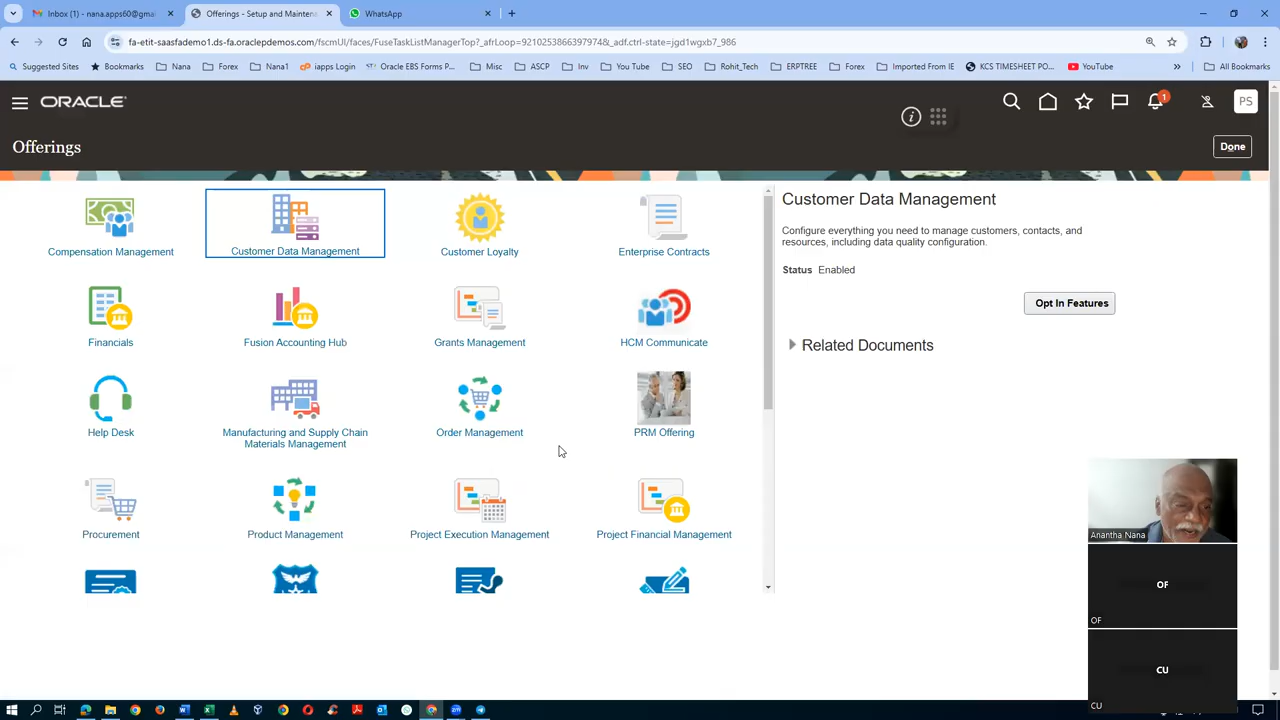 Inbox (1) - nana.apps60@gmai
Offerings - Setup and Maintena
WhatsApp
fa-etit-saasfademo1.ds-fa.oraclepdemos.com/fscmUI/faces/FuseTaskListManagerTop?_afrLoop=92102538663979748&_adf.ctrl-state=jgd1wgxb7_986
Suggested Sites
Bookmarks
Nana
Forex
Nana1
iapps Login
Oracle EBS Forms P...
Misc
ASCP
Inv
You Tube
SEO
Rohit_Tech
ERPTREE
Forex
Imported From IE
KCS TIMESHEET PO...
YouTube
All Bookmarks
ORACLE
1
PS
Offerings
Done
Compensation Management
Customer Data Management
Customer Loyalty
Enterprise Contracts
Financials
Fusion Accounting Hub
Grants Management
HCM Communicate
Help Desk
Manufacturing and Supply Chain
Materials Management
Order Management
PRM Offering
Procurement
Product Management
Project Execution Management
Project Financial Management
Customer Data Management
Configure everything you need to manage customers, contacts, and
resources, including data quality configuration.
Status Enabled
Opt In Features
Related Documents
Anantha Nana
OF
OF
CU
CU